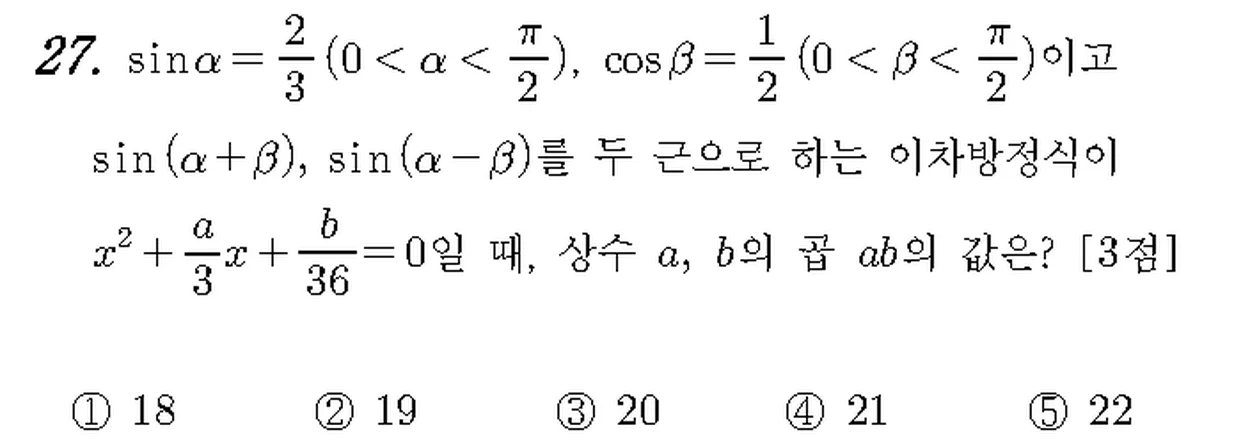 27. sinα = 2/3 (0 < α < π/2), cosβ = 1/2 (0 < β < π/2)이고
sin(α+β), sin(α−β)를 두 근으로 하는 이차방정식이
x² + a/3 x + b/36 = 0일 때, 상수 a, b의 곱 ab의 값은? [3점]
① 18 ② 19 ③ 20 ④ 21 ⑤ 22